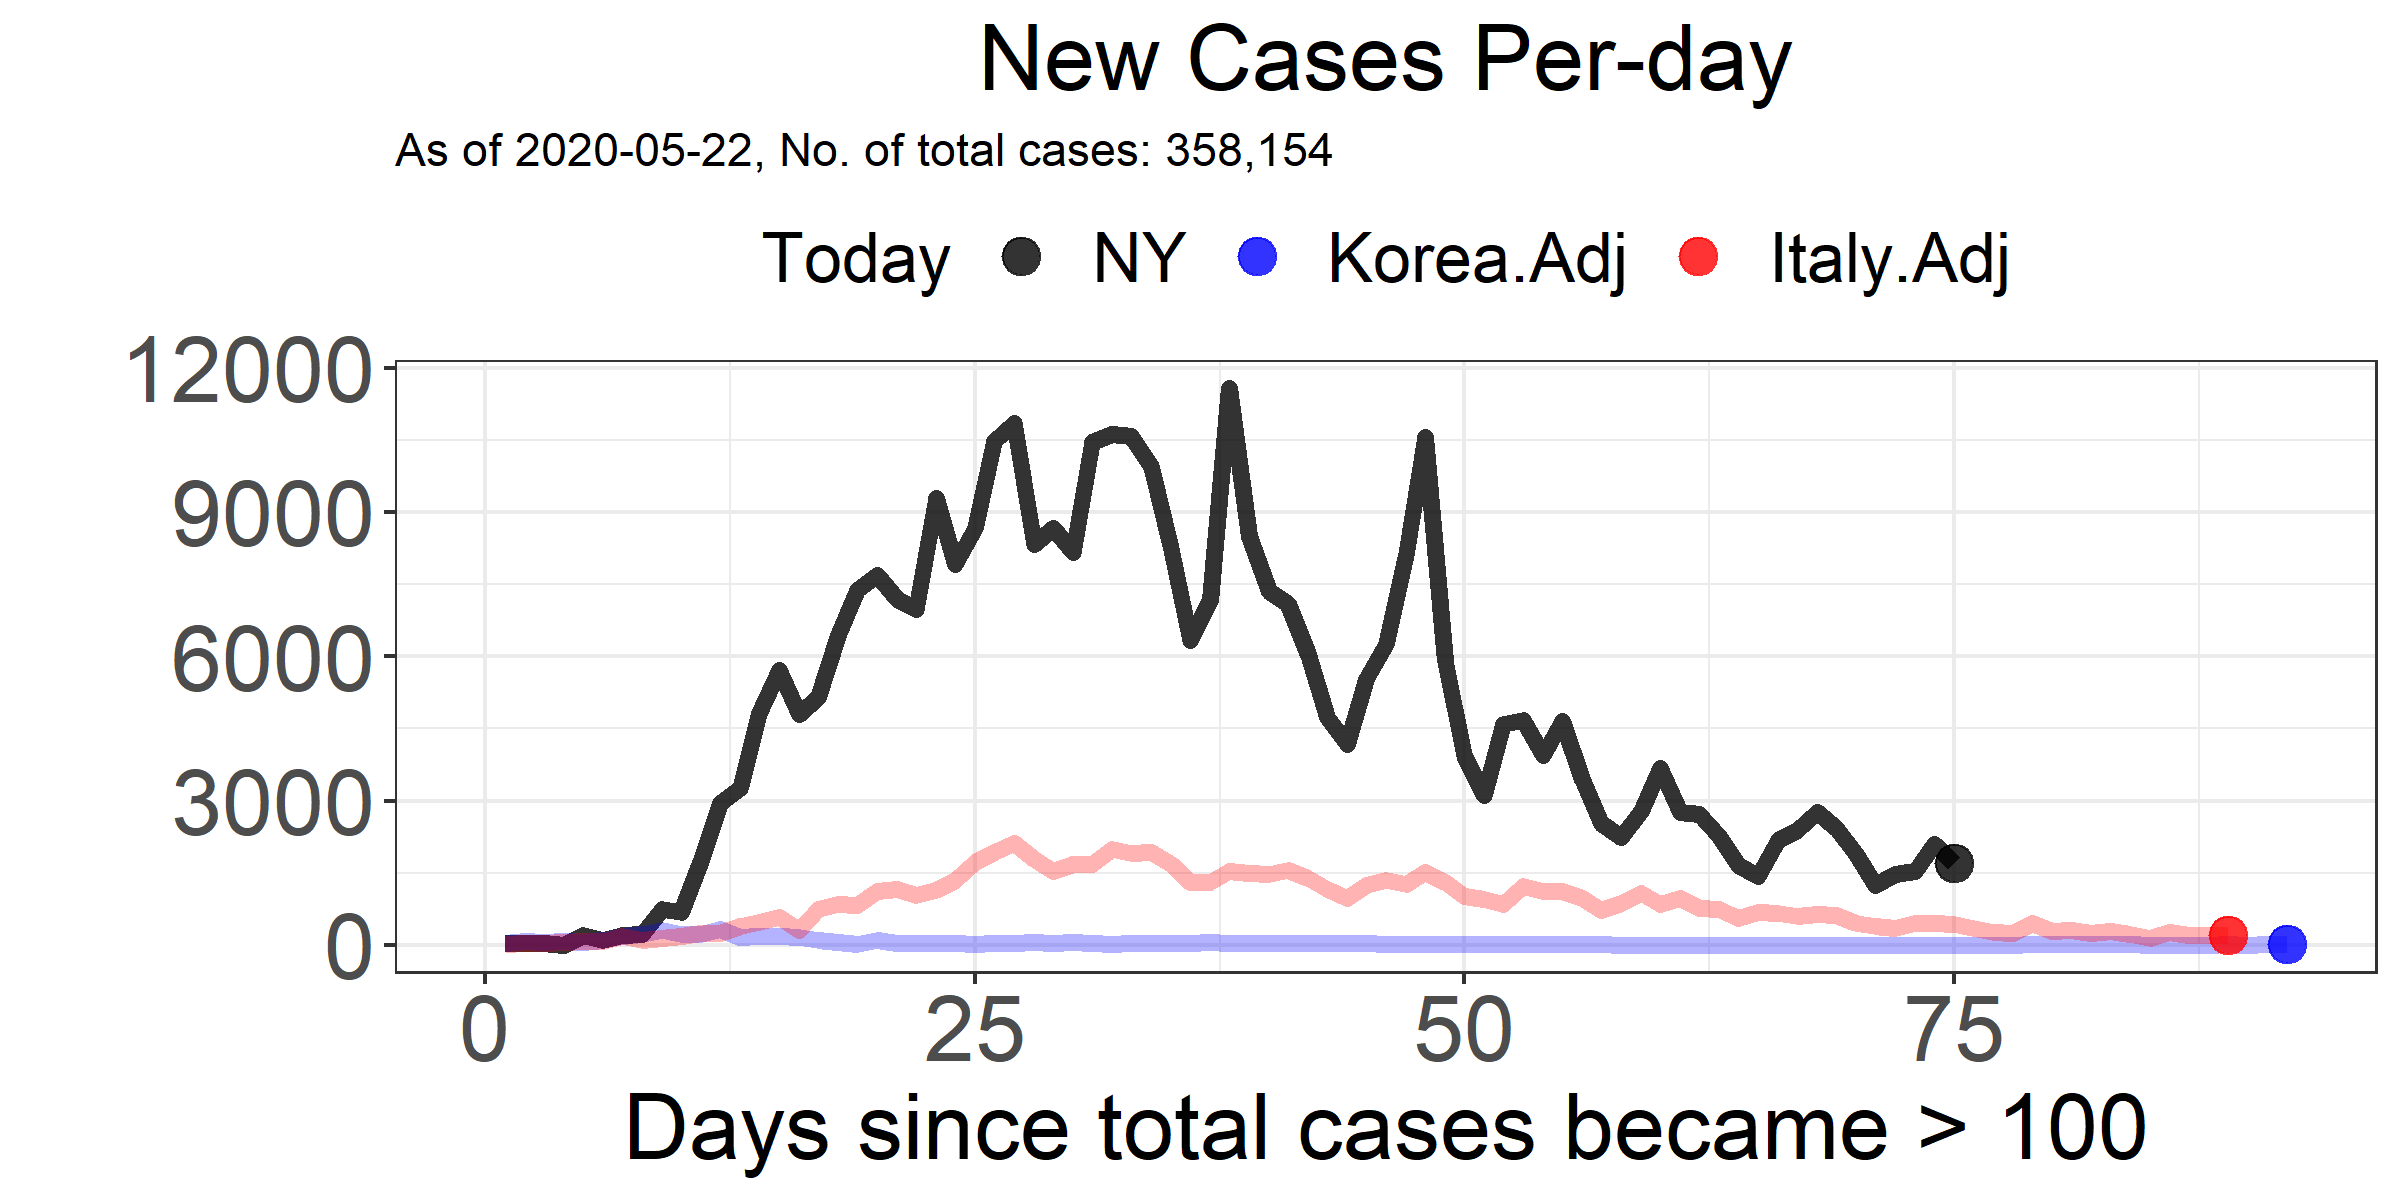 New Cases Per-day
As of 2020-05-22, No. of total cases: 358,154
Today NY Korea.Adj Italy.Adj
12000
9000
6000
3000
0
0 25 50 75
Days since total cases became > 100